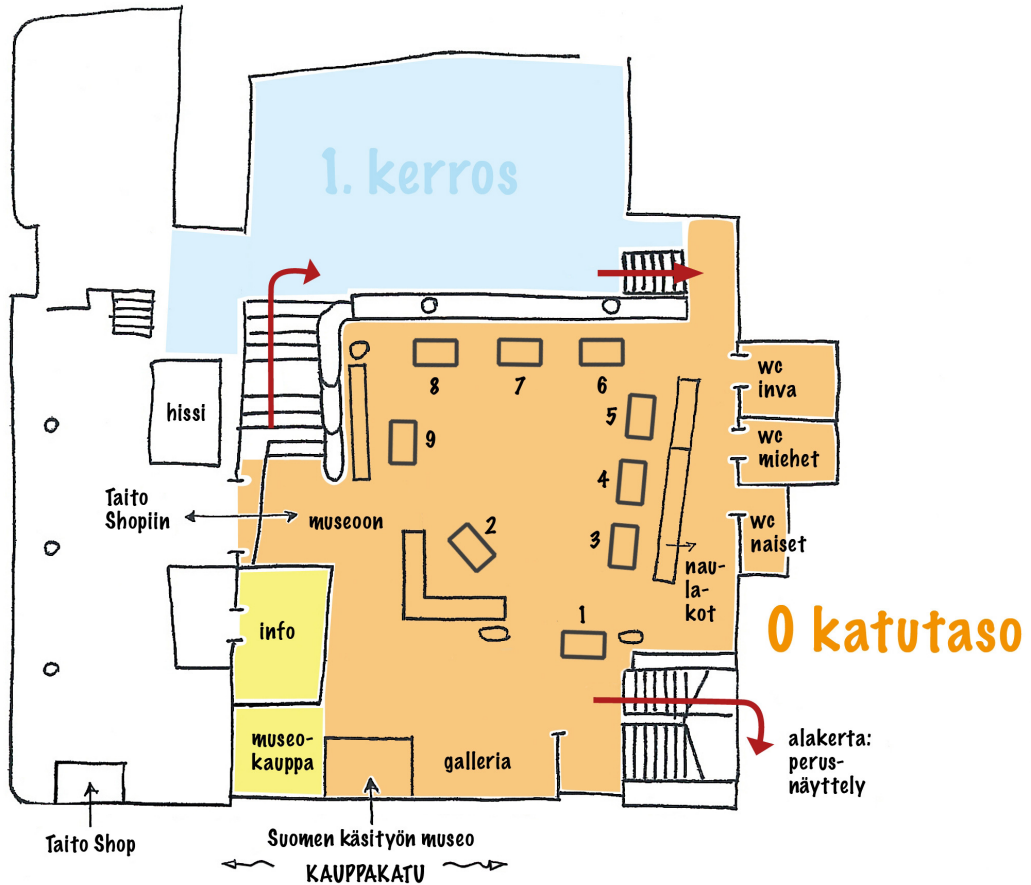 1. kerros
8
7
6
wc
inva
hissi
5
9
wc
miehet
4
Taito
Shopiin
museoon
2
3
wc
naiset
nau-
la-
kot
info
1
0 katutaso
museo-
kauppa
galleria
alakerta:
perus-
näyttely
Taito Shop
Suomen käsityön museo
KAUPPAKATU